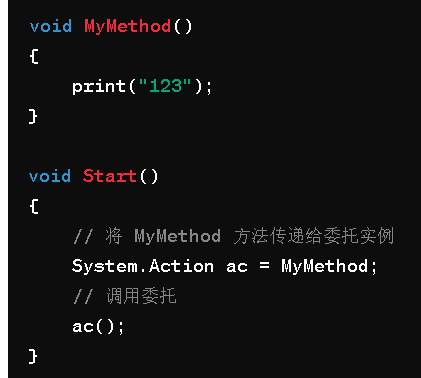 void MyMethod()
{
    print("123");
}

void Start()
{
    // 将 MyMethod 方法传递给委托实例
    System.Action ac = MyMethod;
    // 调用委托
    ac();
}